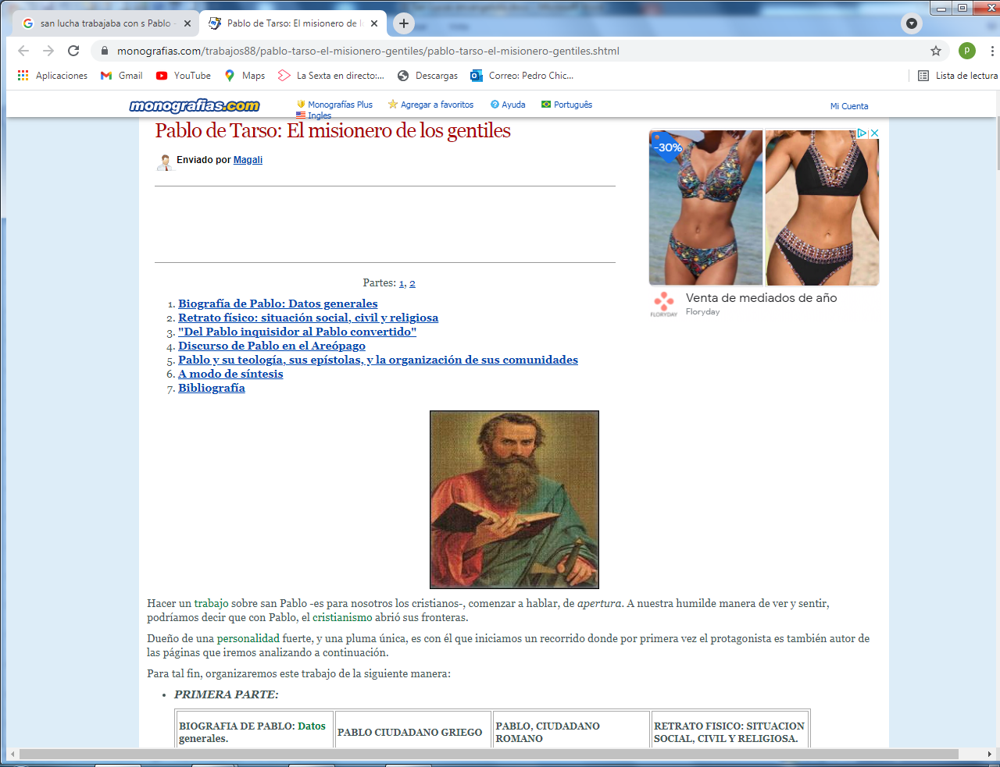 san lucha trabajaba con s Pablo -
Pablo de Tarso: El misionero de l
monografias.com/trabajos88/pablo-tarso-el-misionero-gentiles/pablo-tarso-el-misionero-gentiles.shtml
p
Aplicaciones
Gmail
YouTube
Maps
La Sexta en directo:...
Descargas
Correo: Pedro Chic...
Lista de lectura
monografias.com
Monografías Plus
Agregar a favoritos
Ayuda
Português
Ingles
Mi Cuenta
Pablo de Tarso: El misionero de los gentiles
Enviado por Magali
-30%
Venta de mediados de año
FLORYDAY
Floryday
Partes: 1, 2
1. Biografía de Pablo: Datos generales
2. Retrato físico: situación social, civil y religiosa
3. "Del Pablo inquisidor al Pablo convertido"
4. Discurso de Pablo en el Areópago
5. Pablo y su teología, sus epístolas, y la organización de sus comunidades
6. A modo de síntesis
7. Bibliografía
Hacer un trabajo sobre san Pablo -es para nosotros los cristianos-, comenzar a hablar, de apertura. A nuestra humilde manera de ver y sentir,
podríamos decir que con Pablo, el cristianismo abrió sus fronteras.
Dueño de una personalidad fuerte, y una pluma única, es con él que iniciamos un recorrido donde por primera vez el protagonista es también autor de
las páginas que iremos analizando a continuación.
Para tal fin, organizaremos este trabajo de la siguiente manera:
• PRIMERA PARTE:
BIOGRAFIA DE PABLO: Datos
generales.
PABLO CIUDADANO GRIEGO
PABLO, CIUDADANO
ROMANO
RETRATO FISICO: SITUACION
SOCIAL, CIVIL Y RELIGIOSA.